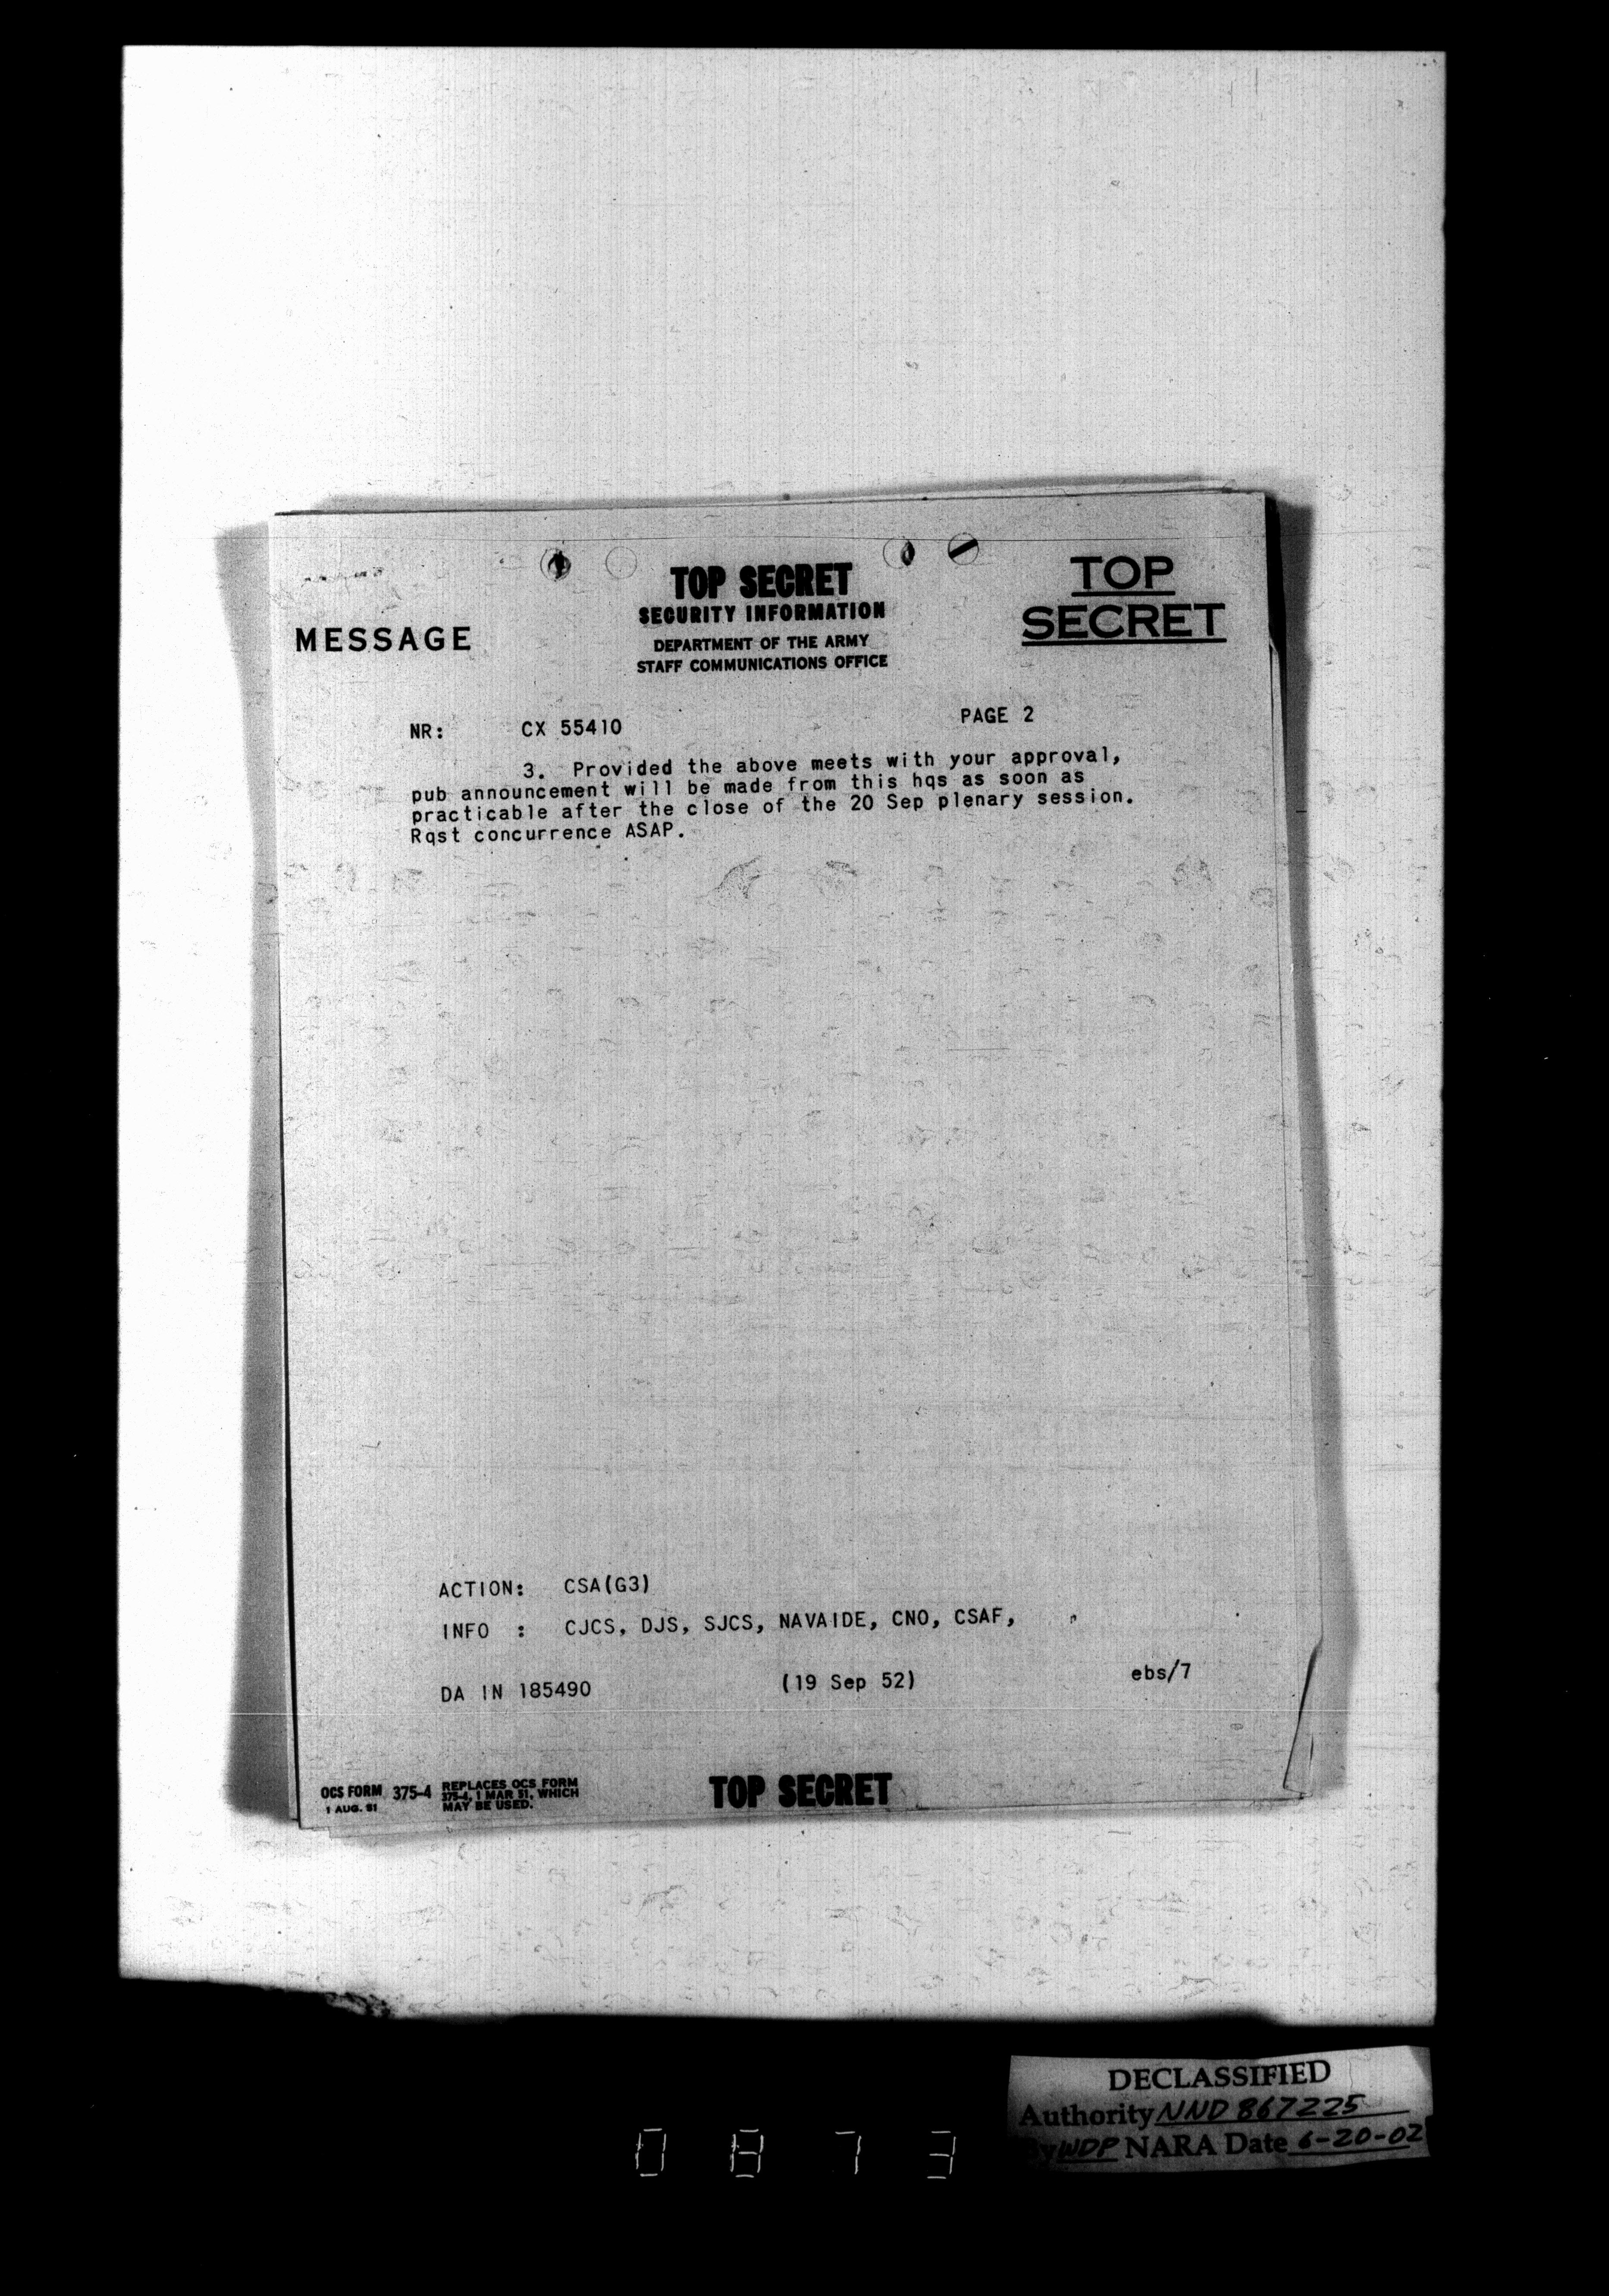 TOP SECRET
SECURITY INFORMATION
DEPARTMENT OF THE ARMY
STAFF COMMUNICATIONS OFFICE
MESSAGE
TOP
SECRET
NR: CX 55410 PAGE 2
3. Provided the above meets with your approval,
pub announcement will be made from this hqs as soon as
practicable after the close of the 20 Sep plenary session.
Rqst concurrence ASAP.
ACTION: CSA(G3)
INFO : CJCS, DJS, SJCS, NAVAIDE, CNO, CSAF,
DA IN 185490 (19 Sep 52) ebs/7
OCS FORM 375-4 REPLACES OCS FORM
1 AUG. 51 375-4, 1 MAR 51, WHICH
MAY BE USED.
TOP SECRET
DECLASSIFIED
Authority NND 867225
By WDP NARA Date 6-20-02
0873